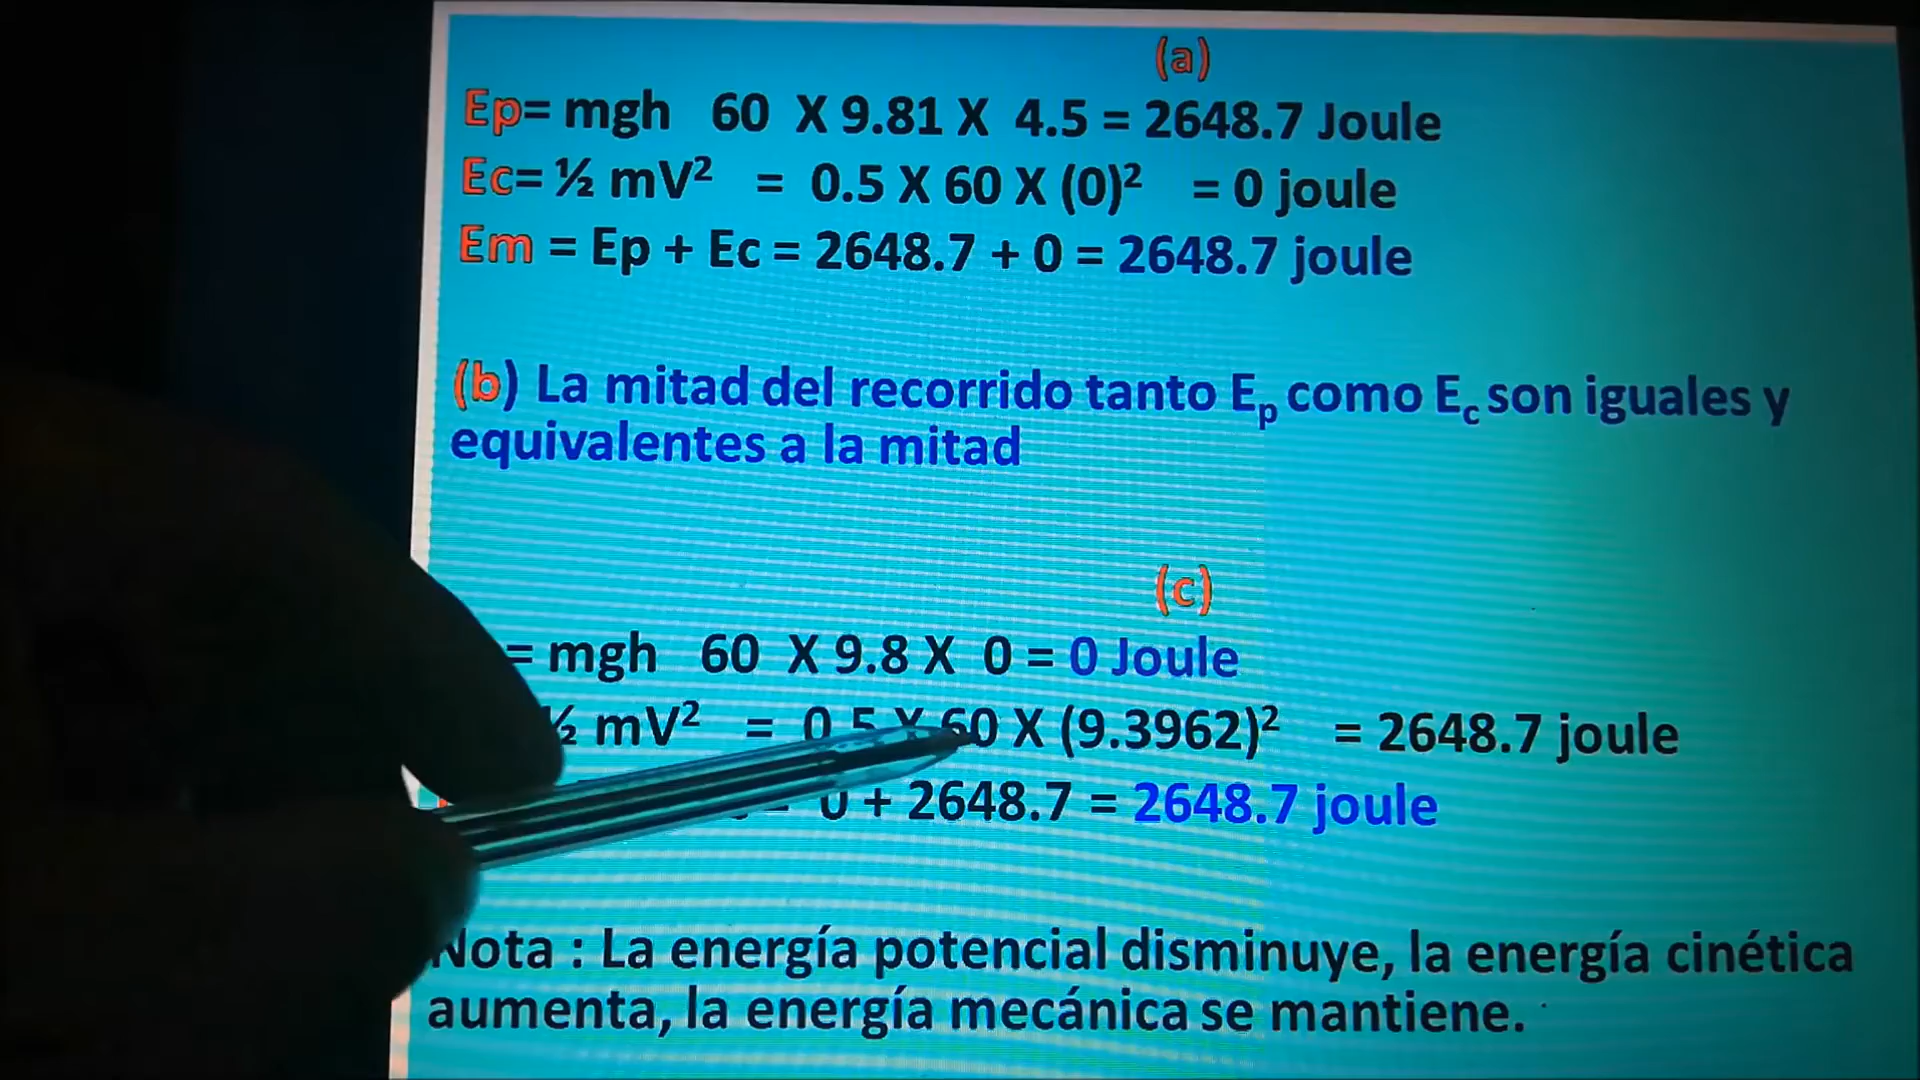 (a)
Ep= mgh 60 X 9.81 X 4.5 = 2648.7 Joule
Ec= ½ mV² = 0.5 X 60 X (0)² = 0 joule
Em = Ep + Ec = 2648.7 + 0 = 2648.7 joule
(b) La mitad del recorrido tanto Ep como Ec son iguales y
equivalentes a la mitad
(c)
= mgh 60 X 9.8 X 0 = 0 Joule
½ mV² = 0.5 X 60 X (9.3962)² = 2648.7 joule
= 0 + 2648.7 = 2648.7 joule
Nota : La energía potencial disminuye, la energía cinética
aumenta, la energía mecánica se mantiene.